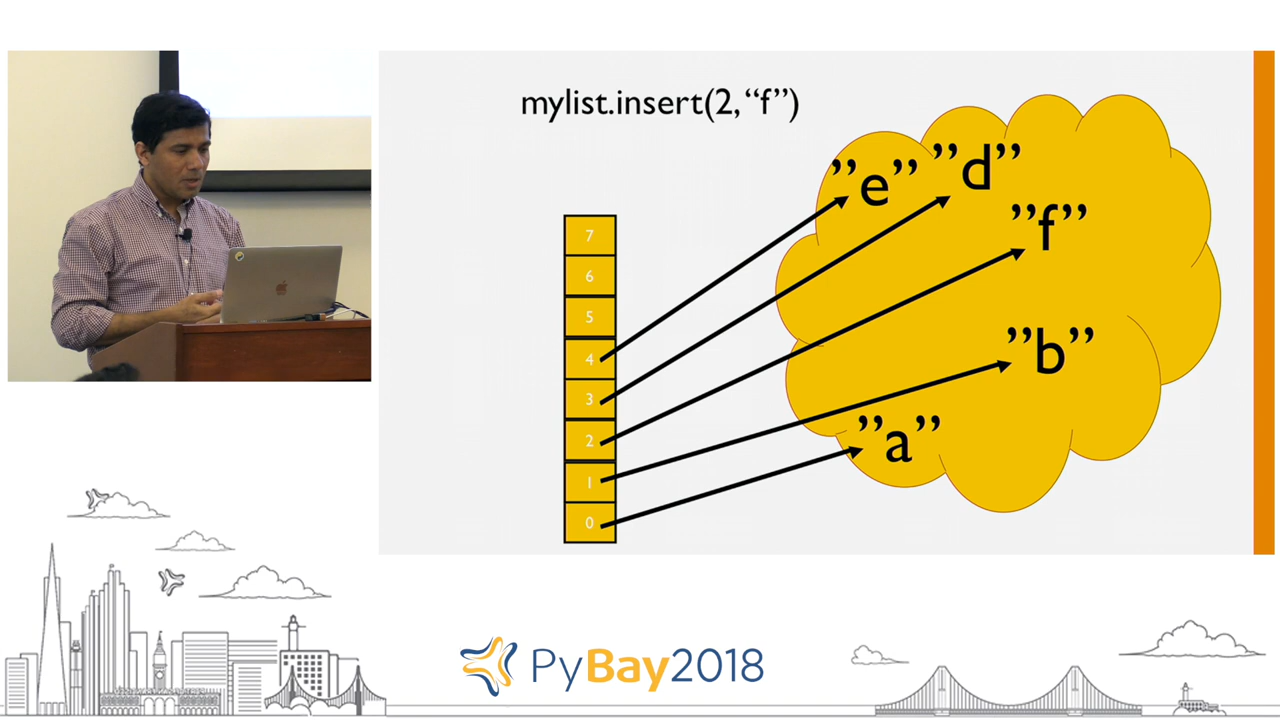 mylist.insert(2, “f”)
”e”
”d”
”f”
”b”
”a”
7
6
5
4
3
2
1
0
PyBay2018